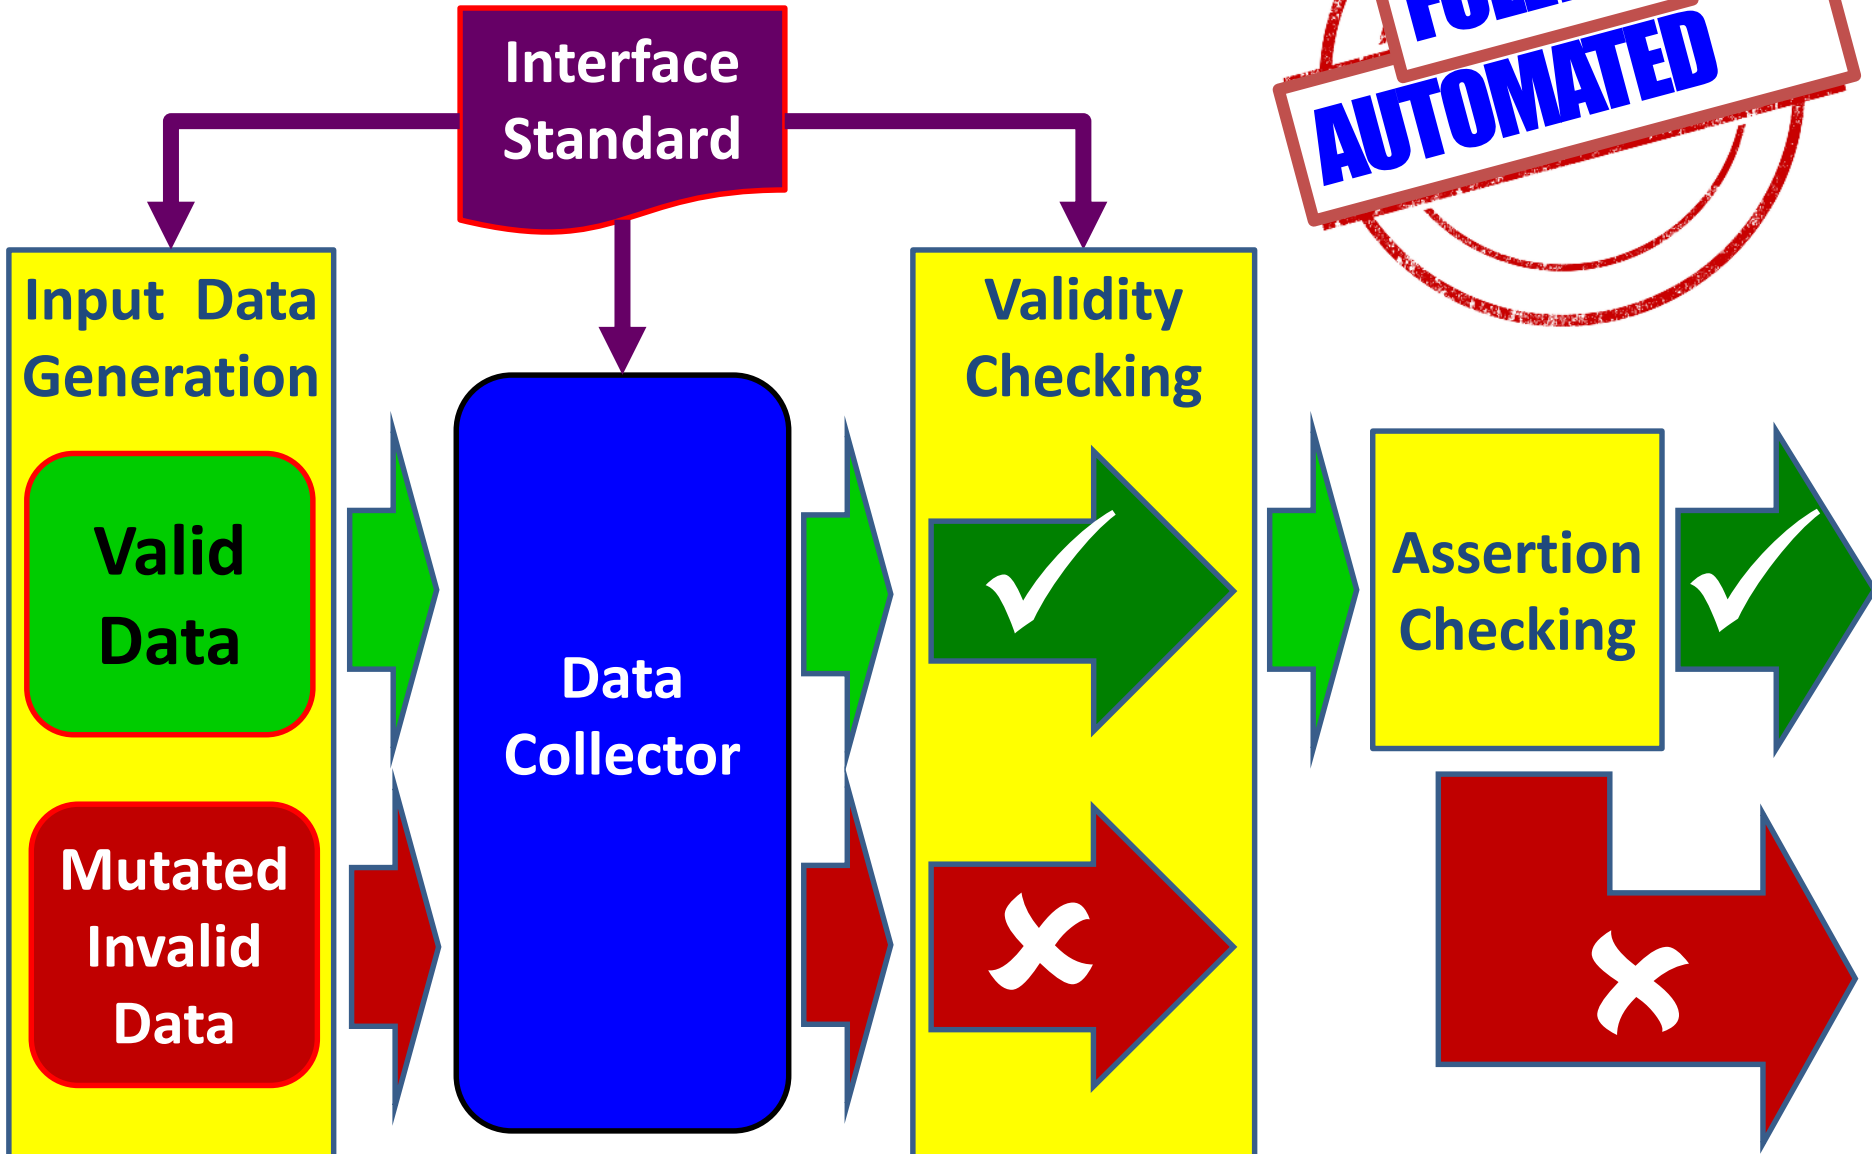 Interface
Standard
AUTOMATED
Input Data
Generation
Validity
Checking
Valid
Data
Assertion
Checking
Data
Collector
Mutated
Invalid
Data